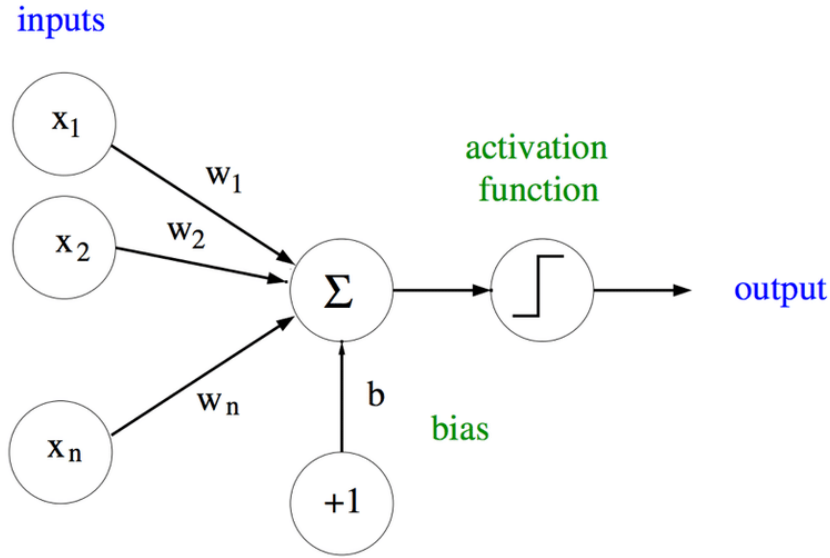 inputs
x1
w1
activation
function
x2
w2
Σ
output
wn
b
bias
xn
+1